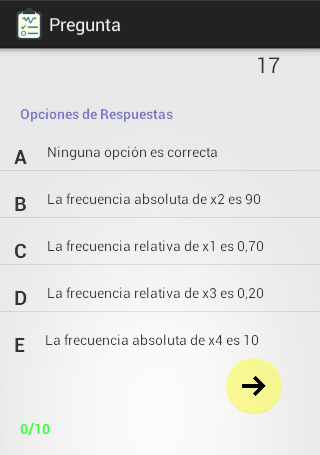 Pregunta
17
Opciones de Respuestas
A Ninguna opción es correcta
B La frecuencia absoluta de x2 es 90
C La frecuencia relativa de x1 es 0,70
D La frecuencia relativa de x3 es 0,20
E La frecuencia absoluta de x4 es 10
0/10